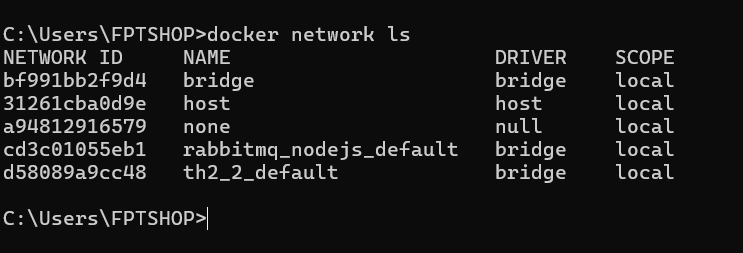 C:\Users\FPTSHOP>docker network ls
NETWORK ID     NAME                      DRIVER    SCOPE
bf991bb2f9d4   bridge                    bridge    local
31261cba0d9e   host                      host      local
a94812916579   none                      null      local
cd3c01055eb1   rabbitmq_nodejs_default   bridge    local
d58089a9cc48   th2_2_default             bridge    local
C:\Users\FPTSHOP>